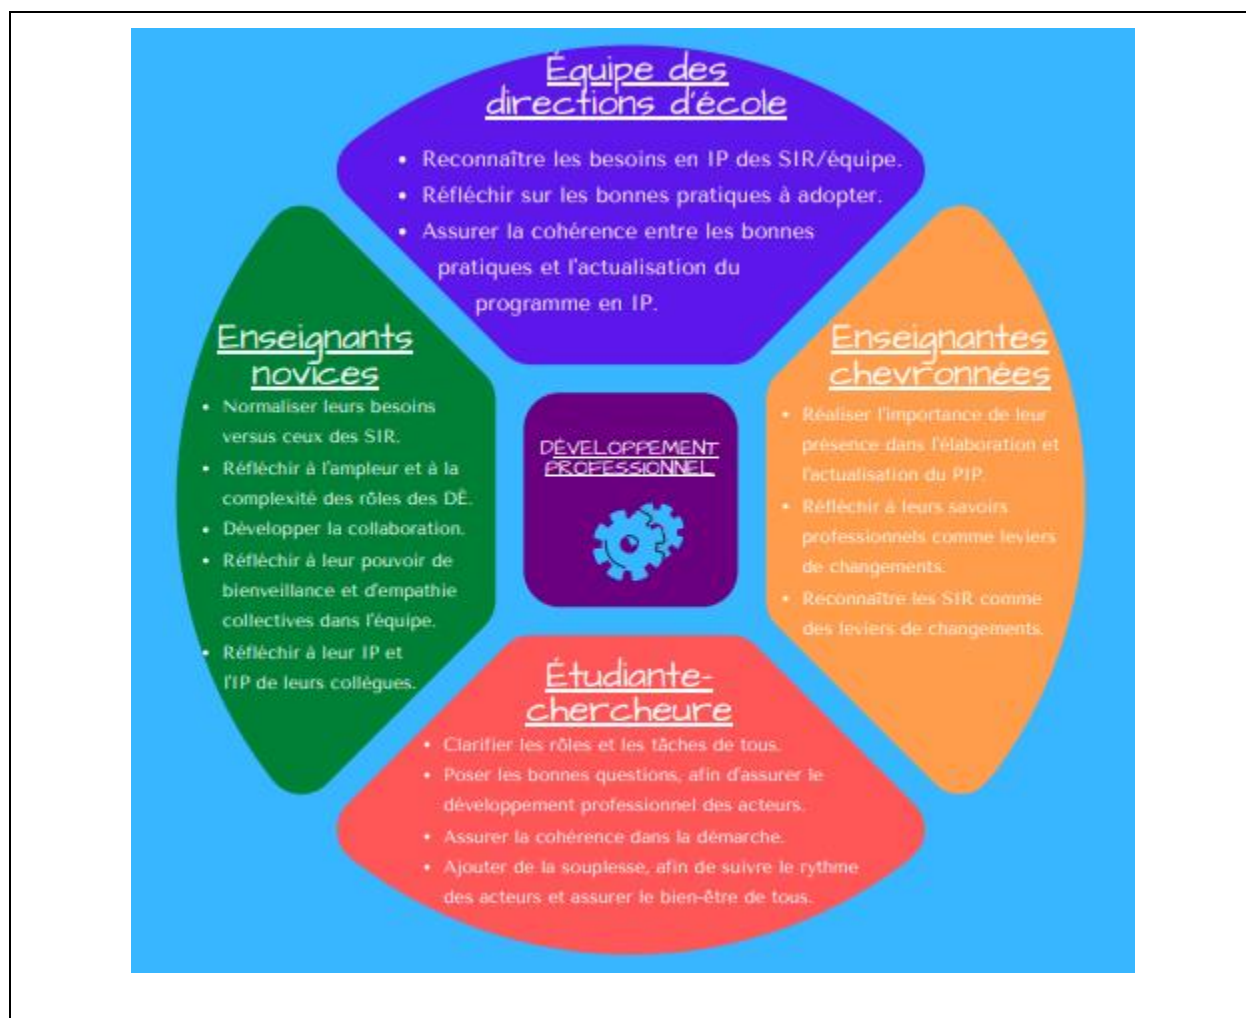 Équipe des
directions d'école
• Reconnaître les besoins en IP des SIR/équipe.
• Réfléchir sur les bonnes pratiques à adopter.
• Assurer la cohérence entre les bonnes
pratiques et l'actualisation du
programme en IP.
Enseignants
novices
• Normaliser leurs besoins
versus ceux des SIR.
• Réfléchir à l'ampleur et à la
complexité des rôles des DÉ.
• Développer la collaboration.
• Réfléchir à leur pouvoir de
bienveillance et d'empathie
collectives dans l'équipe.
• Réfléchir à leur IP et
l'IP de leurs collègues.
DÉVELOPPEMENT
PROFESSIONNEL
Enseignantes
chevronnées
• Réaliser l'importance de leur
présence dans l'élaboration et
l'actualisation du PIP.
• Réfléchir à leurs savoirs
professionnels comme leviers
de changements.
• Reconnaître les SIR comme
des leviers de changements.
Étudiante-
chercheure
• Clarifier les rôles et les tâches de tous.
• Poser les bonnes questions, afin d'assurer le
développement professionnel des acteurs.
• Assurer la cohérence dans la démarche.
• Ajouter de la souplesse, afin de suivre le rythme
des acteurs et assurer le bien-être de tous.